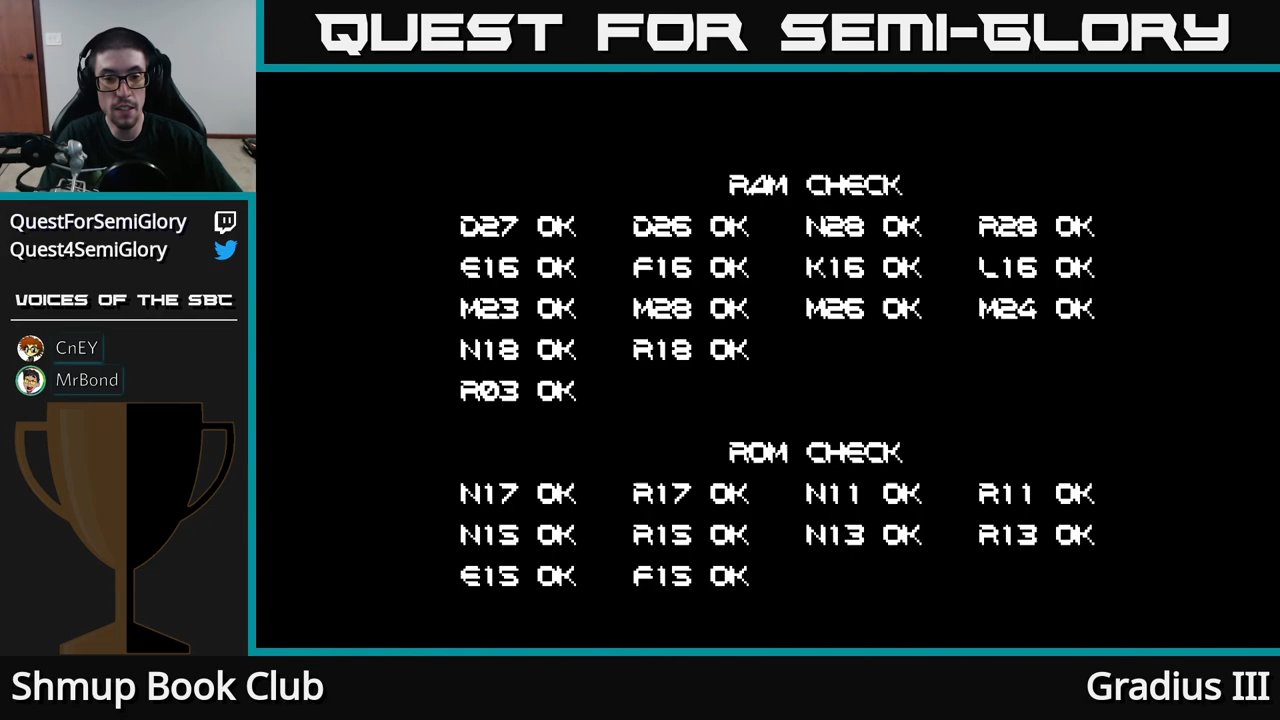 QUEST FOR SEMI-GLORY
QuestForSemiGlory
Quest4SemiGlory
VOICES OF THE SBC
CnEY
MrBond
RAM CHECK
D27 OK D26 OK N28 OK R28 OK
E16 OK F16 OK K16 OK L16 OK
M23 OK M28 OK M26 OK M24 OK
N18 OK R18 OK
R03 OK
ROM CHECK
N17 OK R17 OK N11 OK R11 OK
N15 OK R15 OK N13 OK R13 OK
E15 OK F15 OK
Shmup Book Club
Gradius III